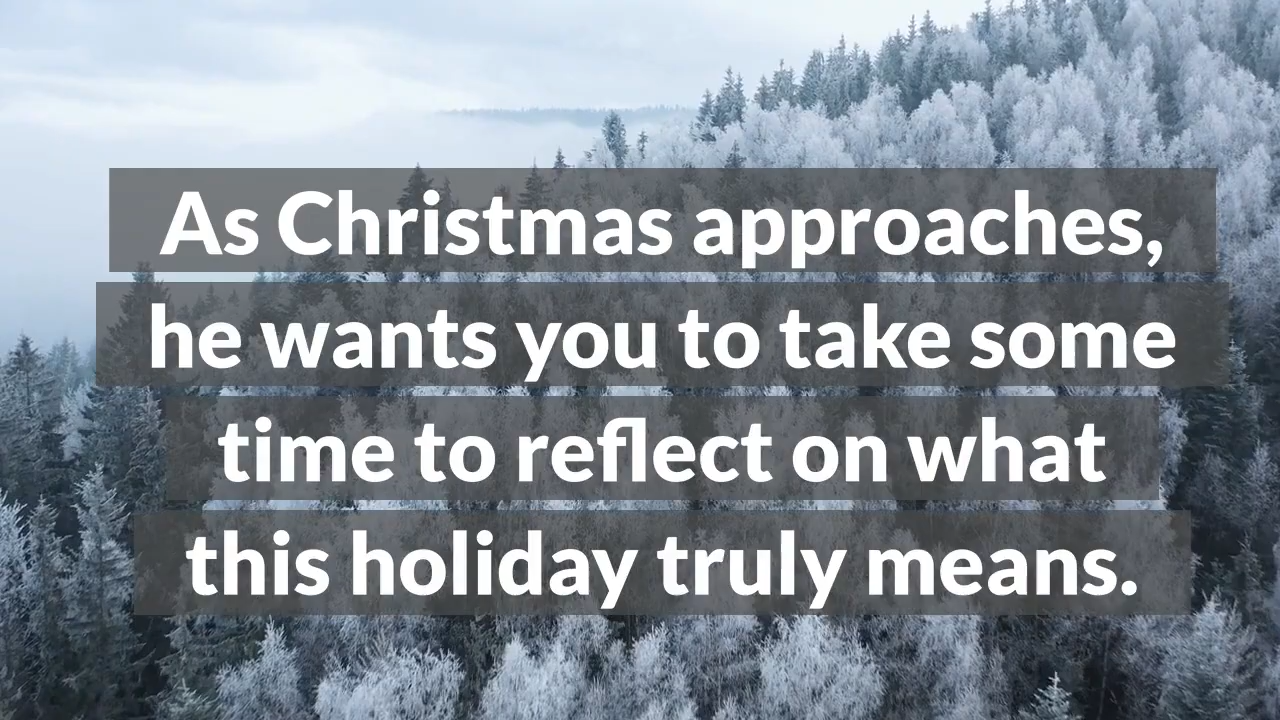 As Christmas approaches,
he wants you to take some
time to reflect on what
this holiday truly means.